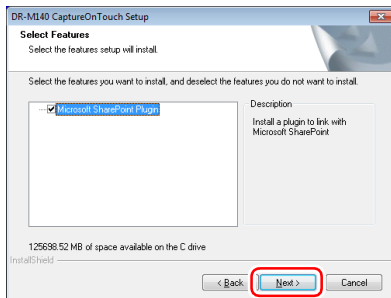 DR-M140 CaptureOnTouch Setup
Select Features
Select the features setup will install.
Select the features you want to install, and deselect the features you do not want to install.
Microsoft SharePoint Plugin
Description
Install a plugin to link with
Microsoft SharePoint
125698.52 MB of space available on the C drive
InstallShield
< Back
Next >
Cancel